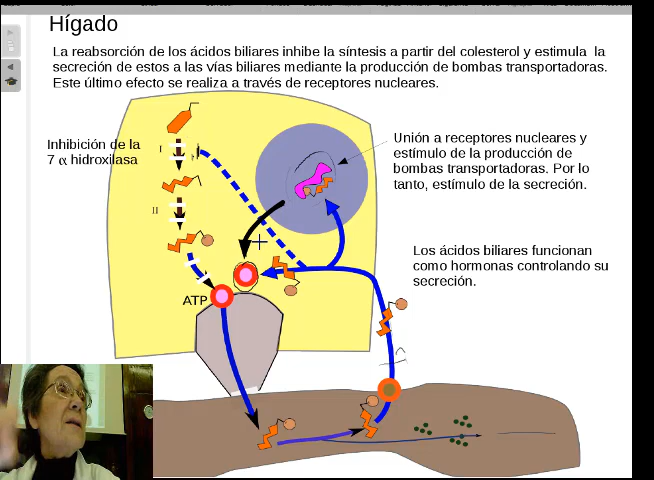 Hígado
La reabsorción de los ácidos biliares inhibe la síntesis a partir del colesterol y estimula la
secreción de estos a las vías biliares mediante la producción de bombas transportadoras.
Este último efecto se realiza a través de receptores nucleares.
Inhibición de la
7 α hidroxilasa
I
II
ATP
+
Unión a receptores nucleares y
estímulo de la producción de
bombas transportadoras. Por lo
tanto, estímulo de la secreción.
Los ácidos biliares funcionan
como hormonas controlando su
secreción.